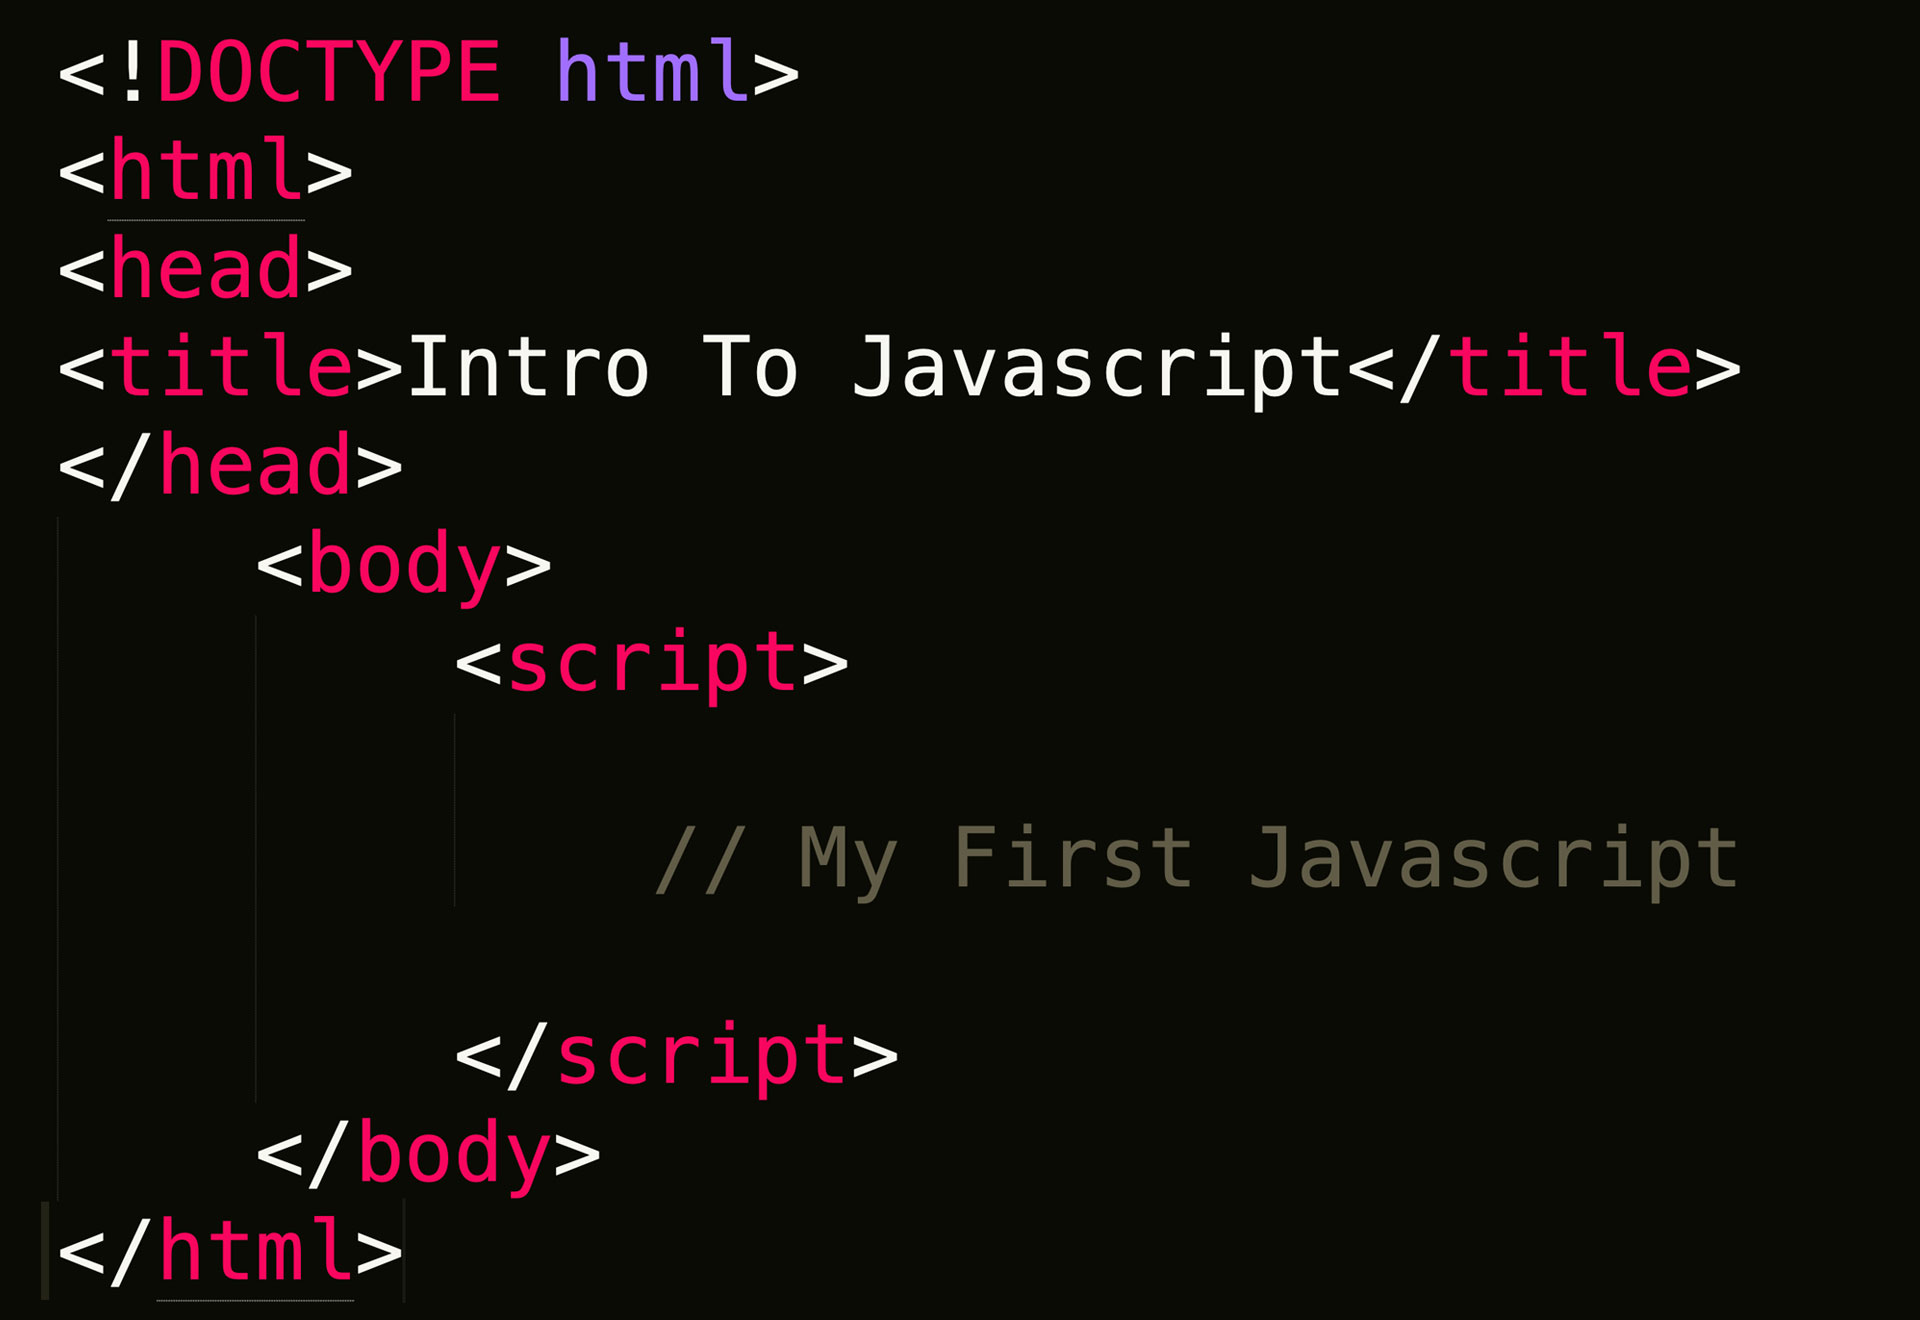 <!DOCTYPE html>
<html>
<head>
<title>Intro To Javascript</title>
</head>
<body>
<script>
// My First Javascript
</script>
</body>
</html>